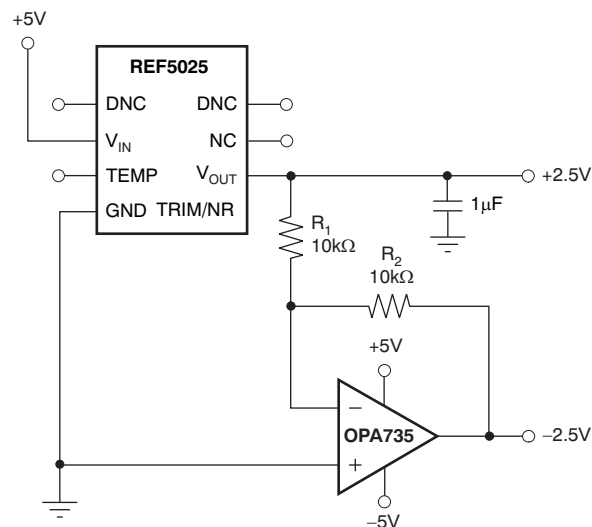 +5V
REF5025
DNC DNC
V_IN NC
TEMP V_OUT
GND TRIM/NR
+2.5V
1μF
R_1
10kΩ
R_2
10kΩ
+5V
−
OPA735
+
−2.5V
−5V